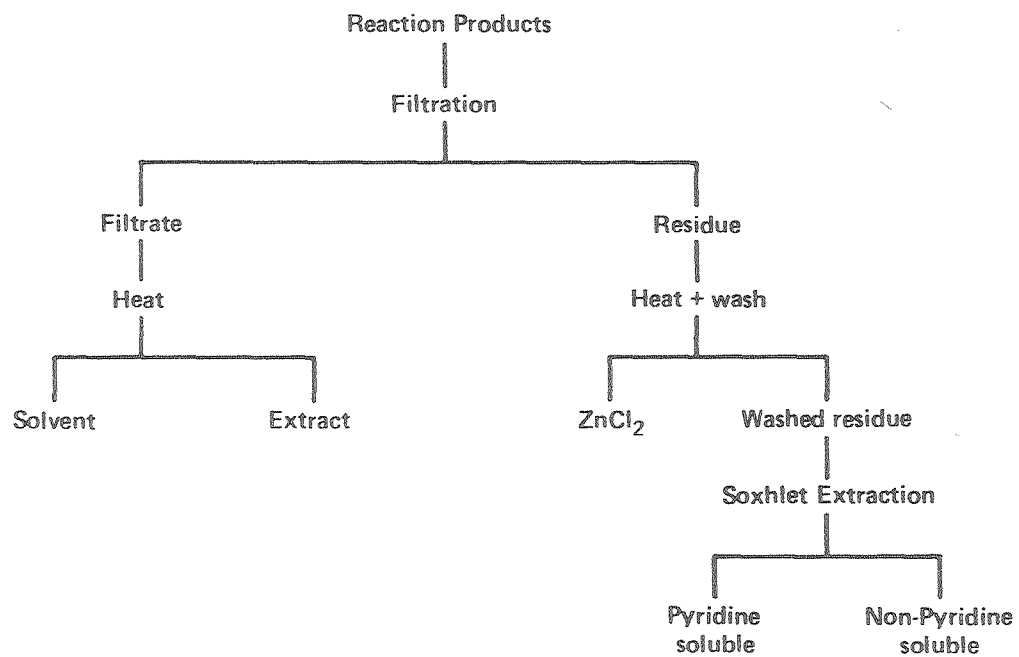 Reaction Products
Filtration
Filtrate
Residue
Heat
Heat + wash
Solvent
Extract
ZnCl₂
Washed residue
Soxhlet Extraction
Pyridine
soluble
Non-Pyridine
soluble